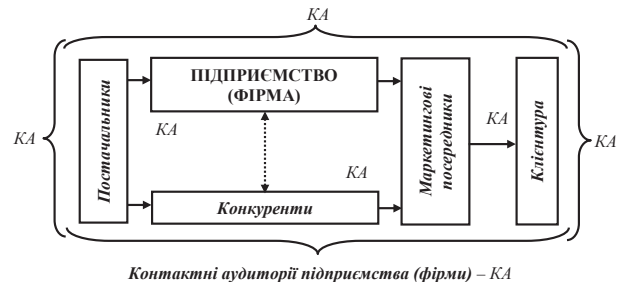 КА
ПІДПРИЄМСТВО
(ФІРМА)
Постачальники
КА
КА
Маркетингові
посередники
КА
Клієнтура
КА
КА
Конкуренти
Контактні аудиторії підприємства (фірми) – КА